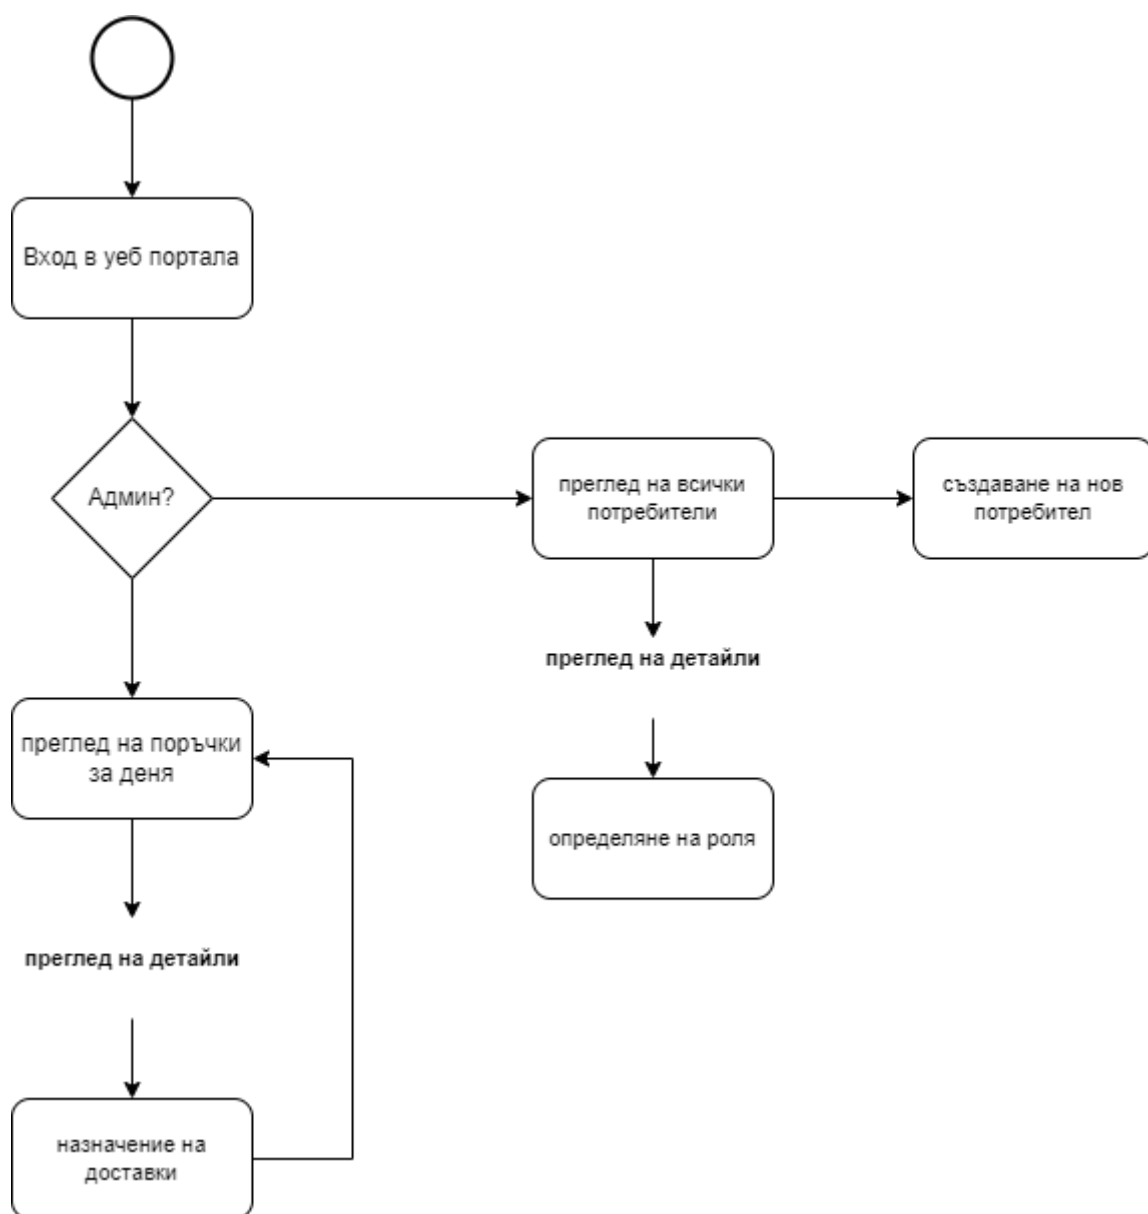 Вход в уеб портала
Админ?
преглед на всички
потребители
създаване на нов
потребител
преглед на детайли
преглед на поръчки
за деня
определяне на роля
преглед на детайли
назначение на
доставки